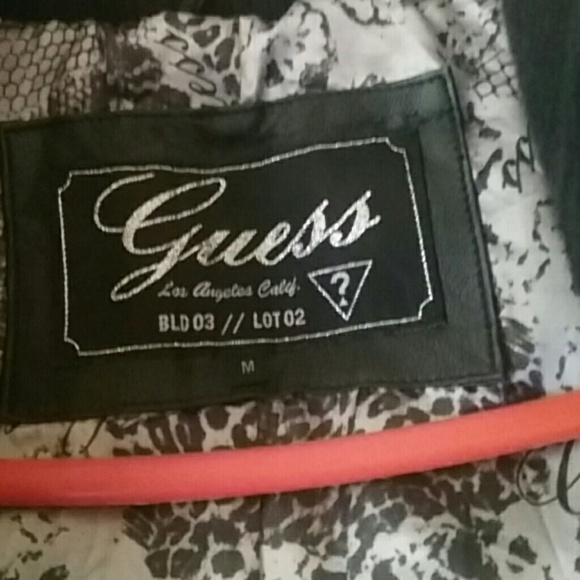 Guess
Los Angeles Calif.
?
BLD 03 // LOT 02
M